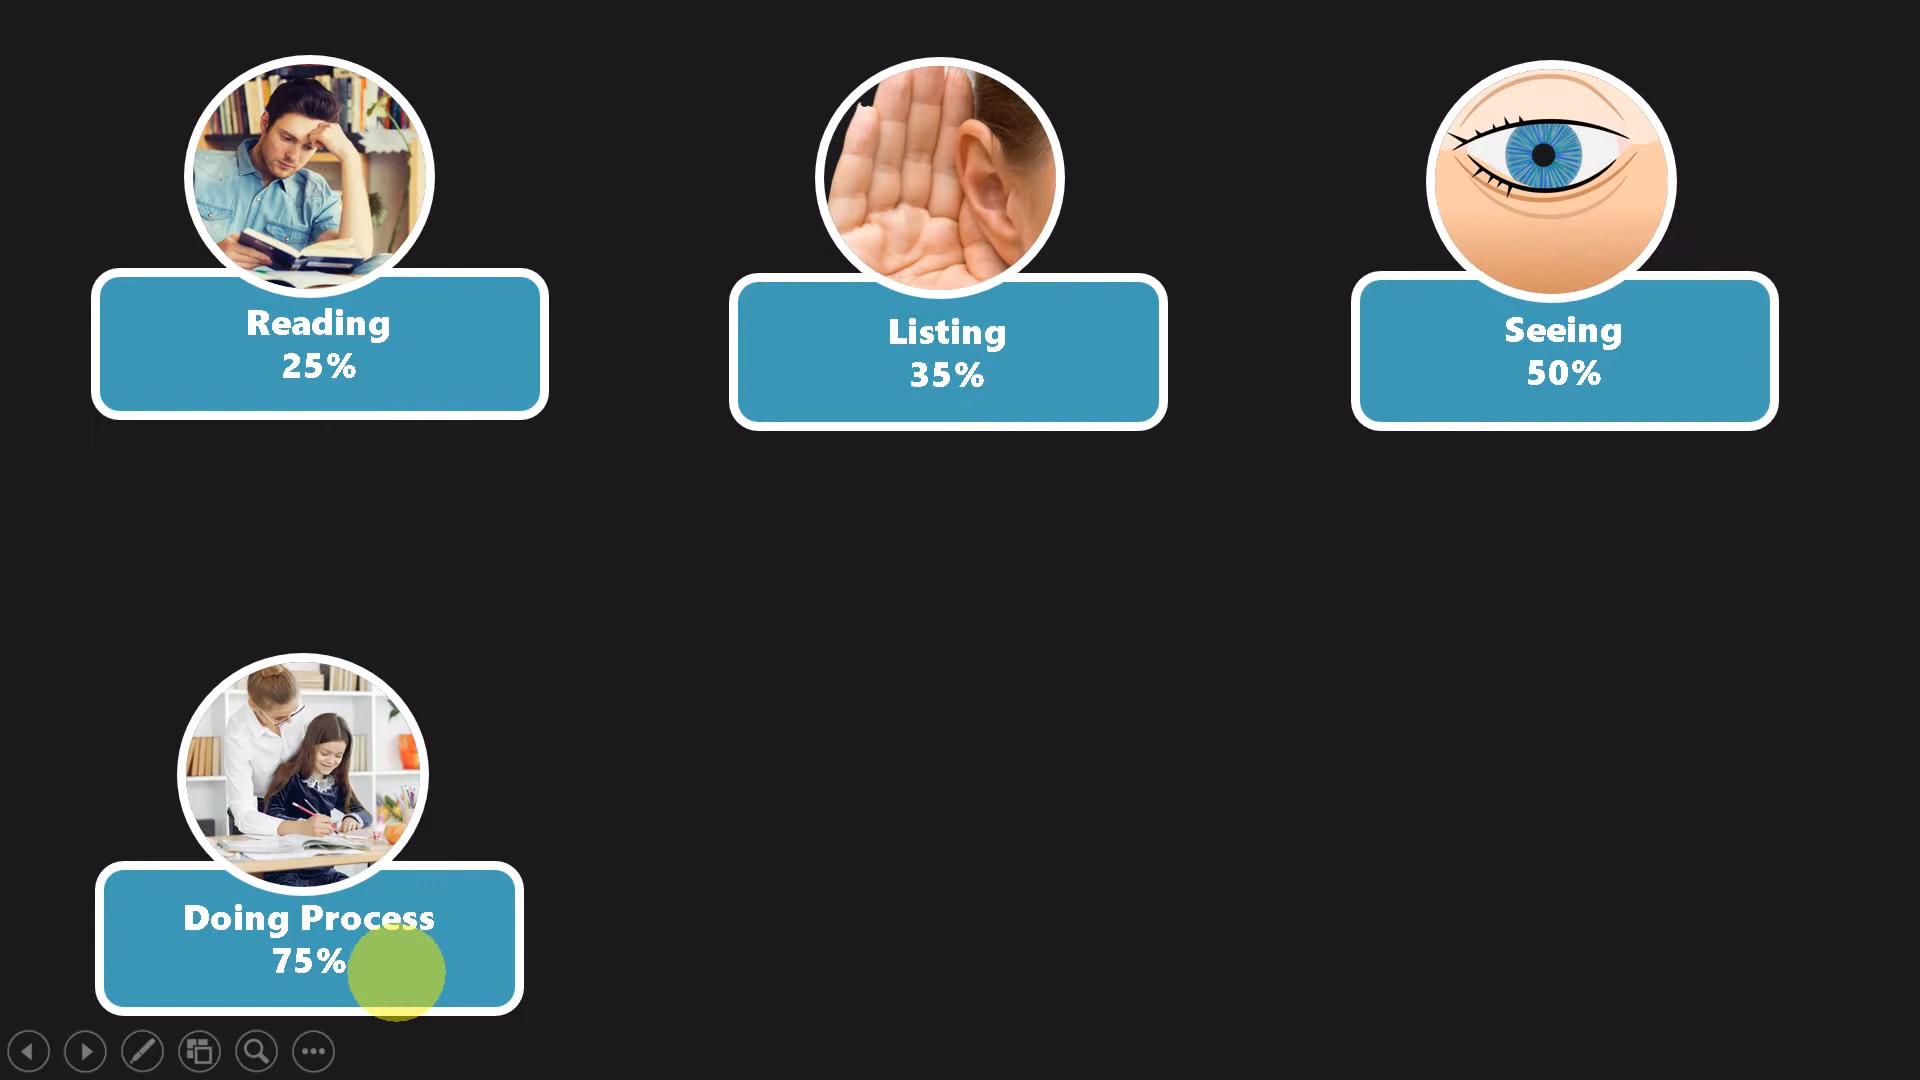 Reading
25%
Listing
35%
Seeing
50%
Doing Process
75%